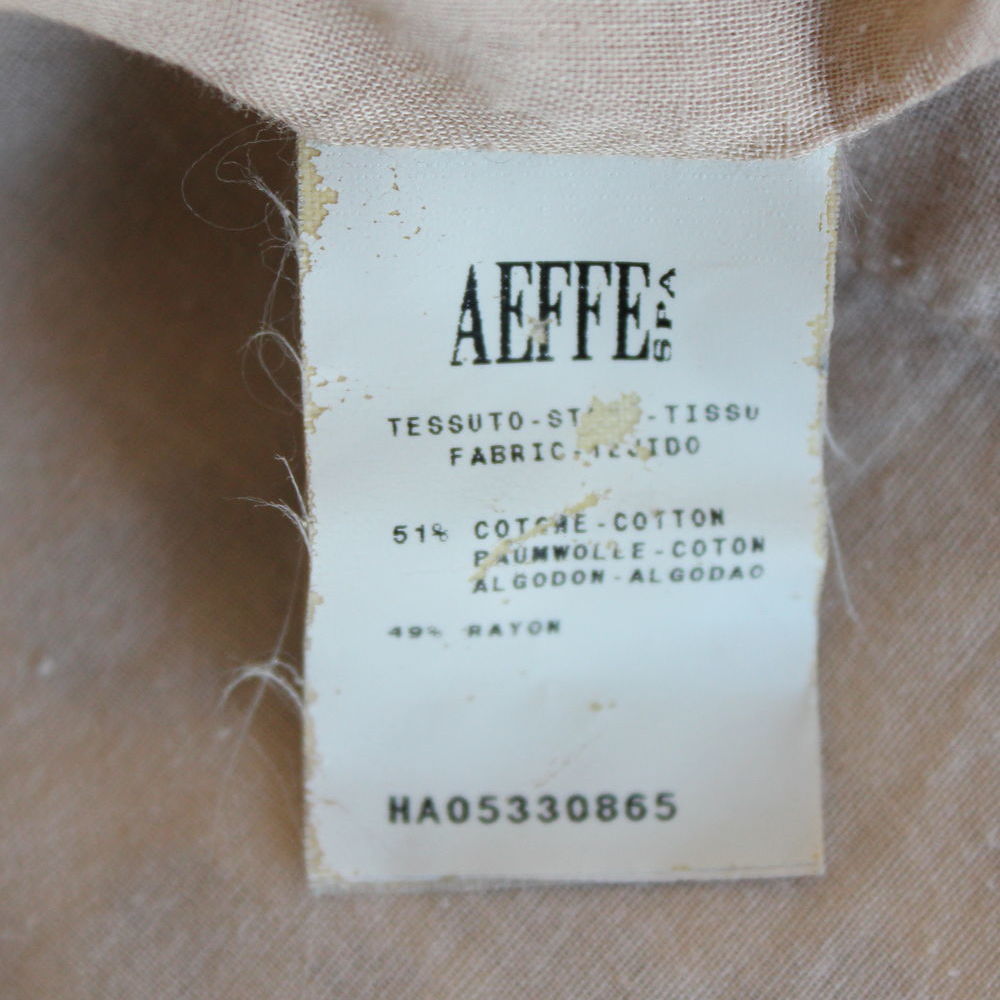 AEFFE SPA
TESSUTO - - TISSU
FABRIC -
51% COTONE - COTTON
BAUMWOLLE - COTON
ALGODON - ALGODAO
49% RAYON
HA05330865